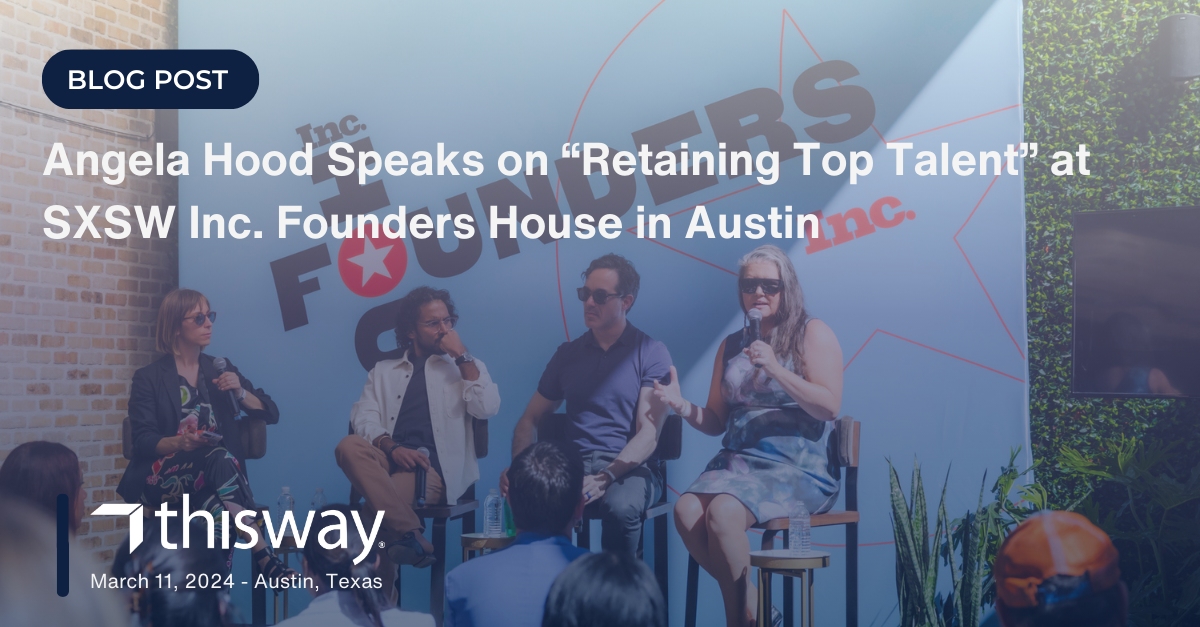 BLOG POST
Inc.
Angela Hood Speaks on “Retaining Top Talent” at
SXSW Inc. Founders House in Austin
FOUNDERS
Inc.
thisway®
March 11, 2024 - Austin, Texas